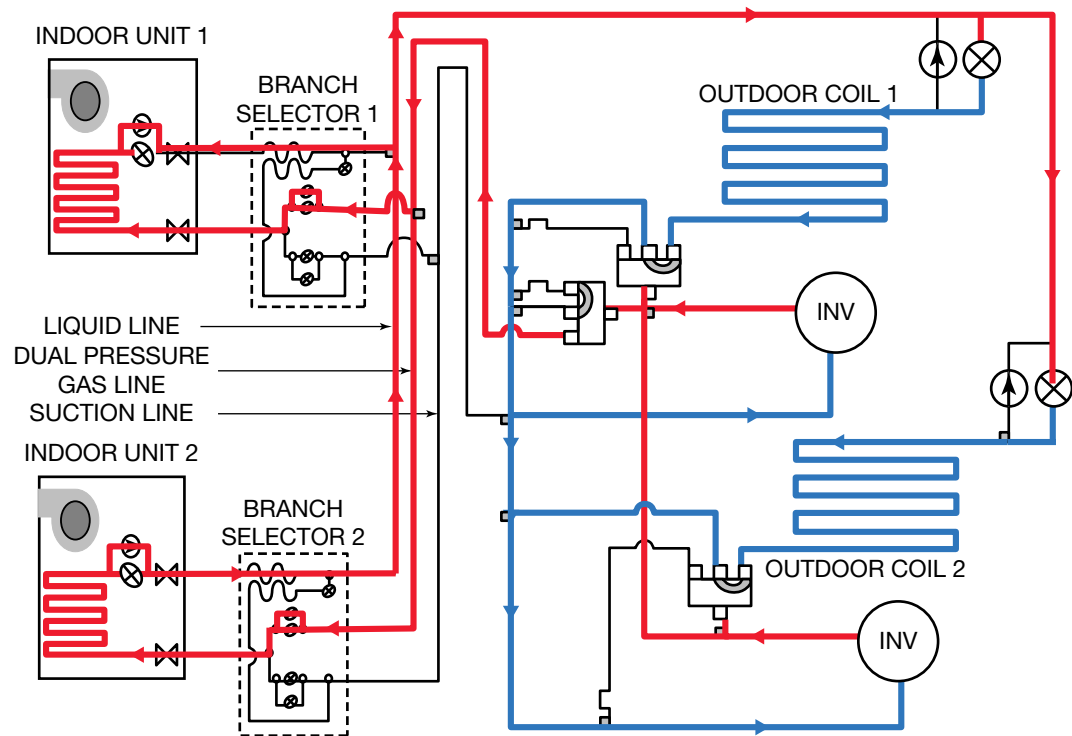 INDOOR UNIT 1
BRANCH
SELECTOR 1
OUTDOOR COIL 1
INV
LIQUID LINE
DUAL PRESSURE
GAS LINE
SUCTION LINE
INDOOR UNIT 2
BRANCH
SELECTOR 2
OUTDOOR COIL 2
INV